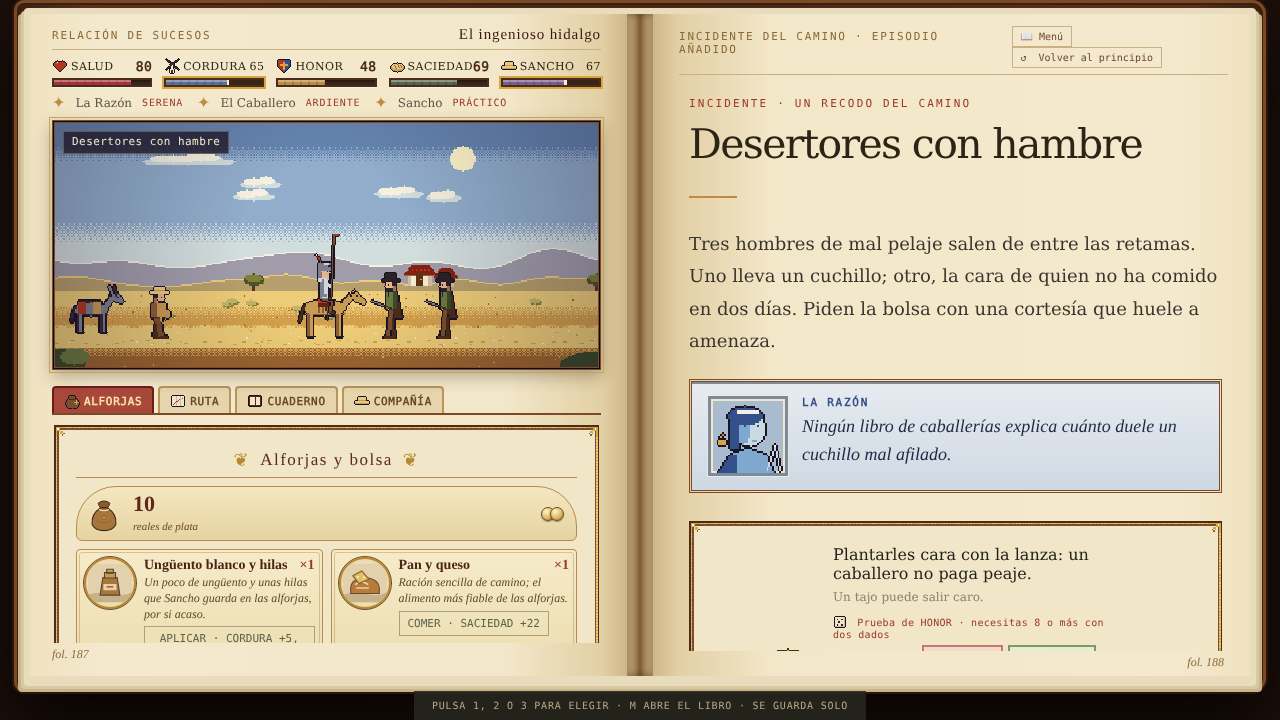 RELACIÓN DE SUCESOS
El ingenioso hidalgo
SALUD 80
CORDURA 65
HONOR 48
SACIEDAD 69
SANCHO 67
La Razón SERENA
El Caballero ARDIENTE
Sancho PRÁCTICO
Desertores con hambre
ALFORJAS
RUTA
CUADERNO
COMPAÑÍA
Alforjas y bolsa
10
reales de plata
Ungüento blanco y hilas ×1
Un poco de ungüento y unas hilas
que Sancho guarda en las alforjas,
por si acaso.
APLICAR · CORDURA +5,
Pan y queso ×1
Ración sencilla de camino; el
alimento más fiable de las alforjas.
COMER · SACIEDAD +22
fol. 187
INCIDENTE DEL CAMINO · EPISODIO
AÑADIDO
Menú
↺ Volver al principio
INCIDENTE · UN RECODO DEL CAMINO
Desertores con hambre
Tres hombres de mal pelaje salen de entre las retamas.
Uno lleva un cuchillo; otro, la cara de quien no ha comido
en dos días. Piden la bolsa con una cortesía que huele a
amenaza.
LA RAZÓN
Ningún libro de caballerías explica cuánto duele un
cuchillo mal afilado.
Plantarles cara con la lanza: un
caballero no paga peaje.
Un tajo puede salir caro.
Prueba de HONOR · necesitas 8 o más con
dos dados
fol. 188
PULSA 1, 2 O 3 PARA ELEGIR · M ABRE EL LIBRO · SE GUARDA SOLO